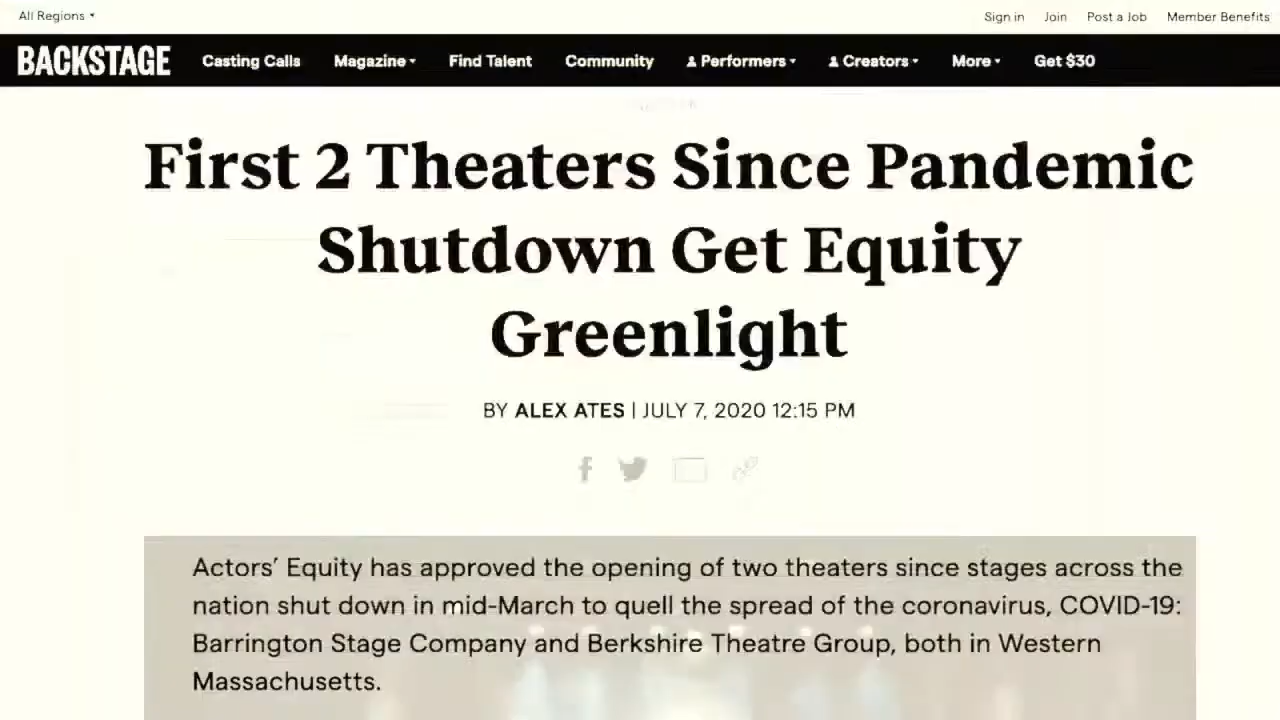 All Regions
Sign in Join Post a Job Member Benefits
BACKSTAGE Casting Calls Magazine Find Talent Community Performers Creators More Get $30
First 2 Theaters Since Pandemic
Shutdown Get Equity
Greenlight
BY ALEX ATES | JULY 7, 2020 12:15 PM
Actors’ Equity has approved the opening of two theaters since stages across the
nation shut down in mid-March to quell the spread of the coronavirus, COVID-19:
Barrington Stage Company and Berkshire Theatre Group, both in Western
Massachusetts.